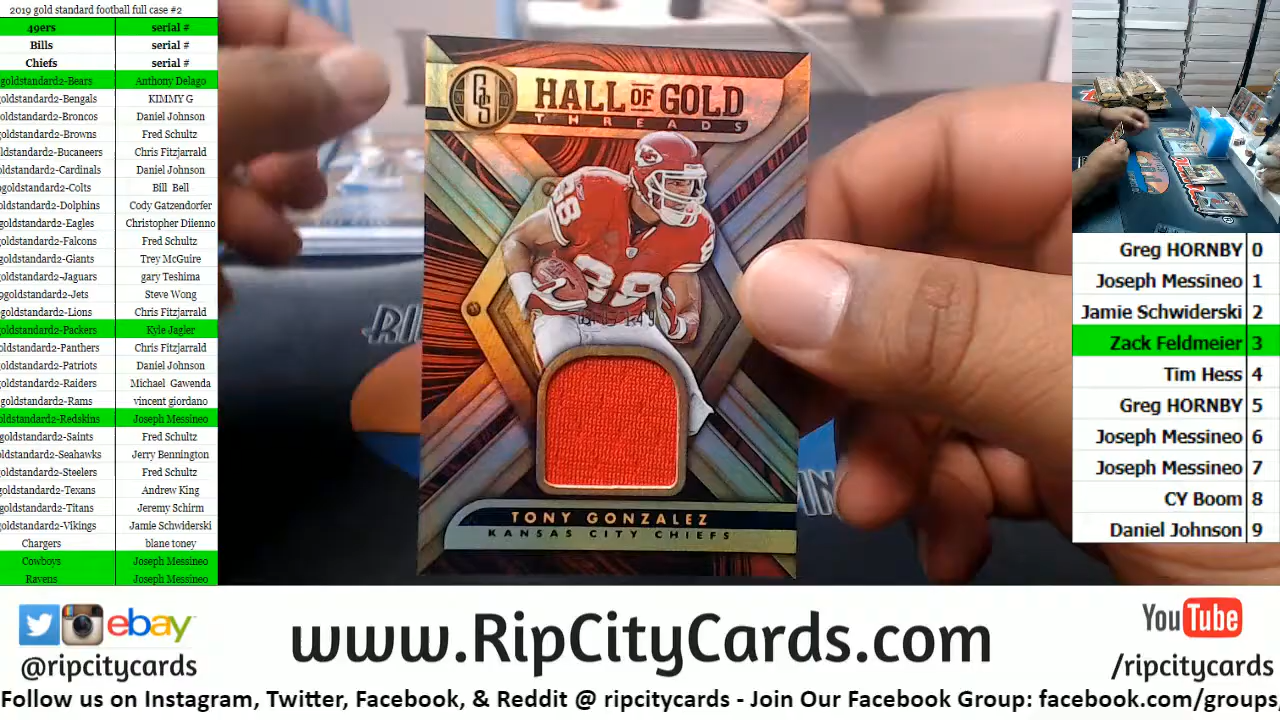 2019 gold standard football full case #2
49ers serial #
Bills serial #
Chiefs serial #
goldstandard2-Bears Anthony Delago
goldstandard2-Bengals KIMMY G
goldstandard2-Broncos Daniel Johnson
goldstandard2-Browns Fred Schultz
goldstandard2-Bucaneers Chris Fitzjarrald
goldstandard2-Cardinals Daniel Johnson
9goldstandard2-Colts Bill Bell
goldstandard2-Dolphins Cody Gatzendorfer
goldstandard2-Eagles Christopher Diienno
goldstandard2-Falcons Fred Schultz
goldstandard2-Giants Trey McGuire
goldstandard2-Jaguars gary Teshima
9goldstandard2-Jets Steve Wong
goldstandard2-Lions Chris Fitzjarrald
goldstandard2-Packers Kyle Jagler
goldstandard2-Panthers Chris Fitzjarrald
goldstandard2-Patriots Daniel Johnson
goldstandard2-Raiders Michael Gawenda
goldstandard2-Rams vincent giordano
oldstandard2-Redskins Joseph Messineo
goldstandard2-Saints Fred Schultz
oldstandard2-Seahawks Jerry Bennington
goldstandard2-Steelers Fred Schultz
goldstandard2-Texans Andrew King
goldstandard2-Titans Jeremy Schirm
goldstandard2-Vikings Jamie Schwiderski
Chargers blane toney
Cowboys Joseph Messineo
Ravens Joseph Messineo
GS
HALL OF GOLD
THREADS
88
TONY GONZALEZ
KANSAS CITY CHIEFS
Greg HORNBY 0
Joseph Messineo 1
Jamie Schwiderski 2
Zack Feldmeier 3
Tim Hess 4
Greg HORNBY 5
Joseph Messineo 6
Joseph Messineo 7
CY Boom 8
Daniel Johnson 9
ebay
@ripcitycards
www.RipCityCards.com
YouTube
/ripcitycards
Follow us on Instagram, Twitter, Facebook, & Reddit @ ripcitycards - Join Our Facebook Group: facebook.com/groups/